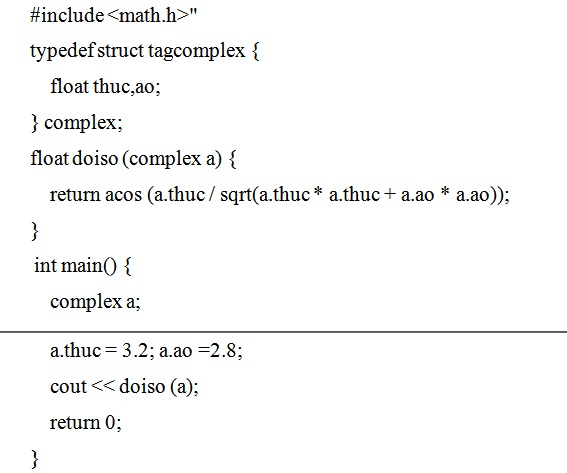 #include <math.h>"
typedef struct tagcomplex {
float thuc,ao;
} complex;
float doiso (complex a) {
return acos (a.thuc / sqrt(a.thuc * a.thuc + a.ao * a.ao));
}
int main() {
complex a;
a.thuc = 3.2; a.ao =2.8;
cout << doiso (a);
return 0;
}